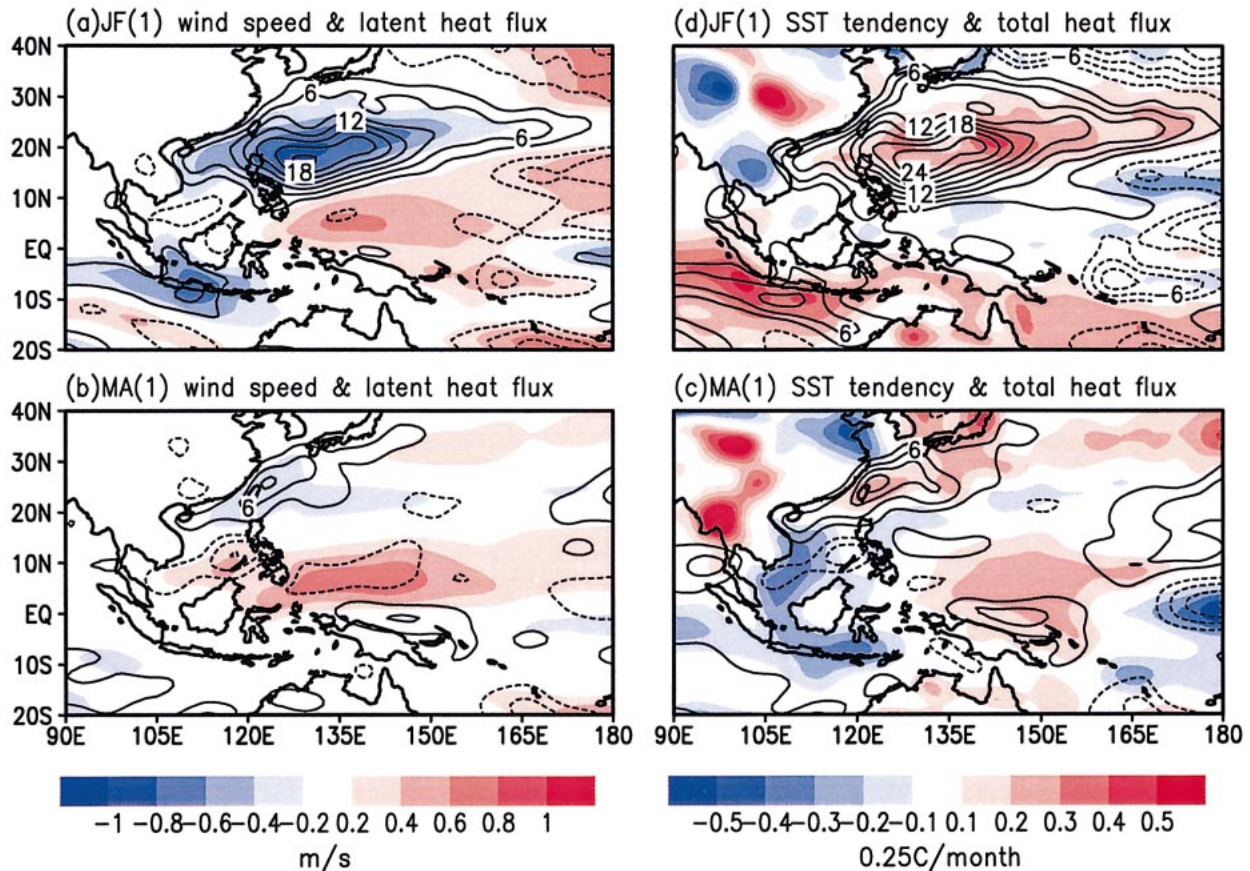 (a)JF(1) wind speed & latent heat flux
(d)JF(1) SST tendency & total heat flux
40N
30N
20N
10N
EQ
10S
20S
6
12
6
18
6
-6
12
18
24
12
6
-6
(b)MA(1) wind speed & latent heat flux
(c)MA(1) SST tendency & total heat flux
40N
30N
20N
10N
EQ
10S
20S
6
6
90E 105E 120E 135E 150E 165E 180
90E 105E 120E 135E 150E 165E 180
-1 -0.8 -0.6 -0.4 -0.2 0.2 0.4 0.6 0.8 1
-0.5 -0.4 -0.3 -0.2 -0.1 0.1 0.2 0.3 0.4 0.5
m/s
0.25C/month